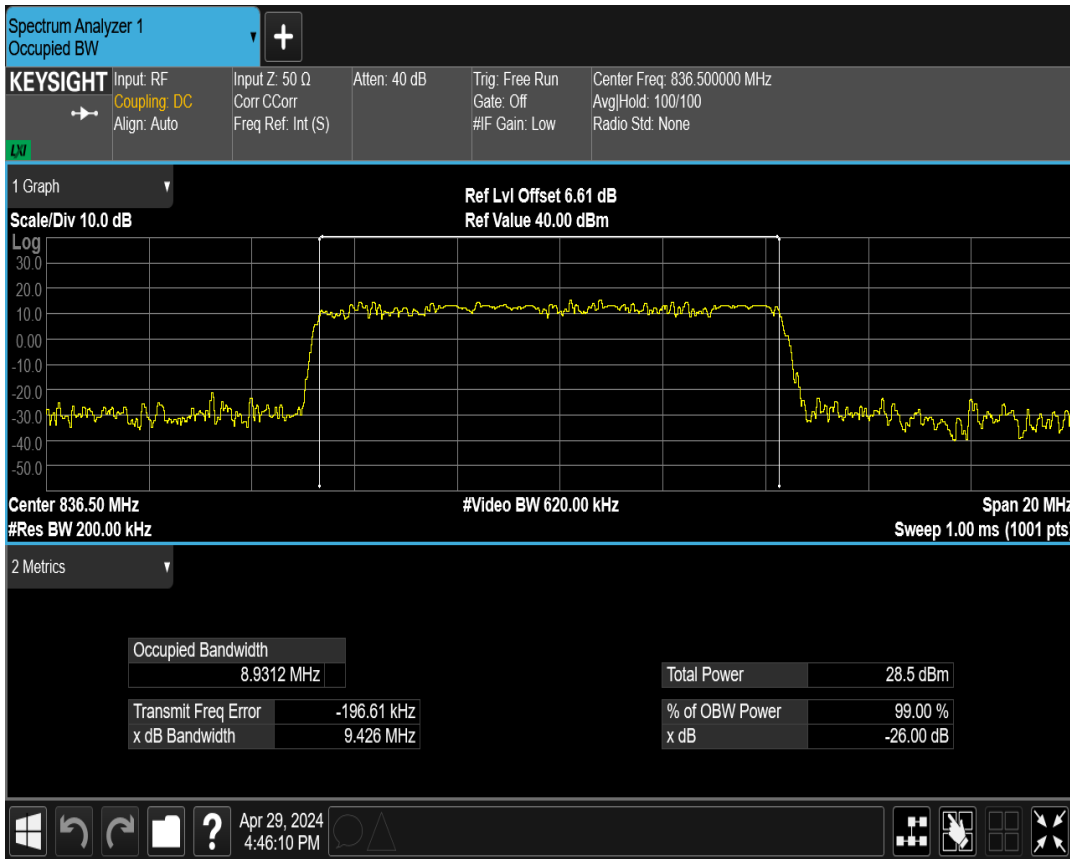 Spectrum Analyzer 1
Occupied BW
+
KEYSIGHT
LXI
Input: RF
Coupling: DC
Align: Auto
Input Z: 50 Ω
Corr CCorr
Freq Ref: Int (S)
Atten: 40 dB
Trig: Free Run
Gate: Off
#IF Gain: Low
Center Freq: 836.500000 MHz
Avg|Hold: 100/100
Radio Std: None
1 Graph
Scale/Div 10.0 dB
Ref Lvl Offset 6.61 dB
Ref Value 40.00 dBm
Log
30.0
20.0
10.0
0.00
-10.0
-20.0
-30.0
-40.0
-50.0
Center 836.50 MHz
#Video BW 620.00 kHz
Span 20 MHz
#Res BW 200.00 kHz
Sweep 1.00 ms (1001 pts)
2 Metrics
Occupied Bandwidth
8.9312 MHz
Total Power 28.5 dBm
Transmit Freq Error -196.61 kHz
% of OBW Power 99.00 %
x dB Bandwidth 9.426 MHz
x dB -26.00 dB
?
Apr 29, 2024
4:46:10 PM